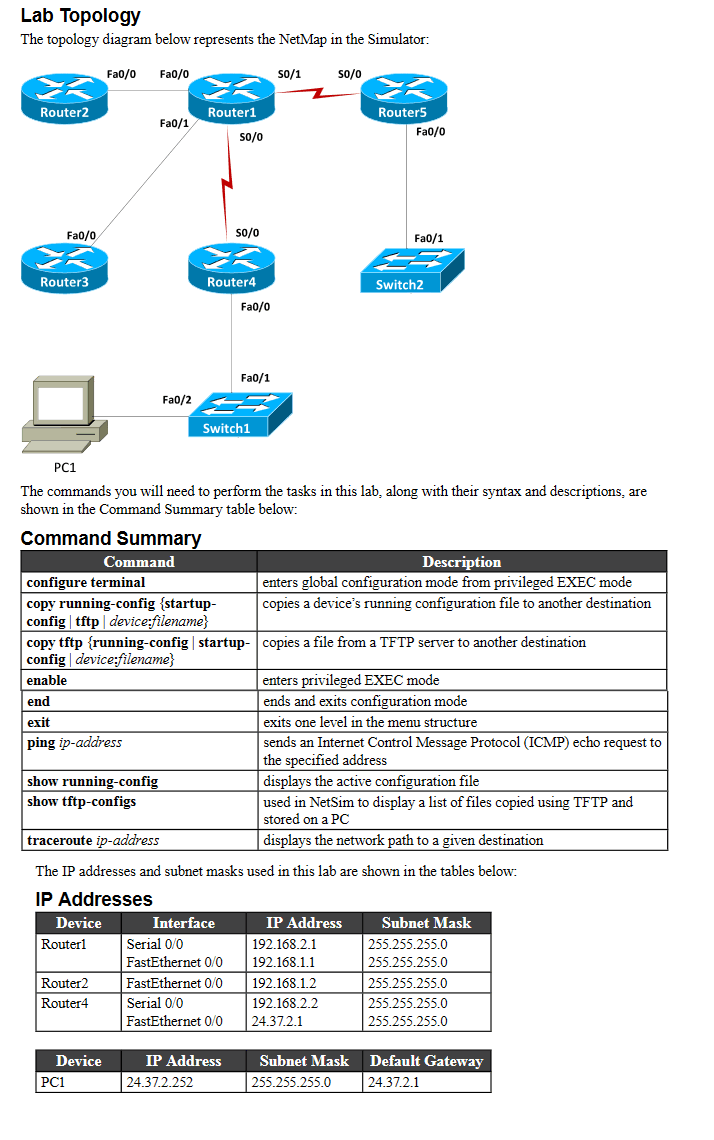 Lab Topology
The topology diagram below represents the NetMap in the Simulator:
Fa0/0 Fa0/0 S0/1 S0/0
Router2 Router1 Router5
Fa0/1
S0/0 Fa0/0
Fa0/0 S0/0 Fa0/1
Router3 Router4 Switch2
Fa0/0
Fa0/1
Fa0/2
Switch1
PC1
The commands you will need to perform the tasks in this lab, along with their syntax and descriptions, are
shown in the Command Summary table below:
Command Summary
Command Description
configure terminal enters global configuration mode from privileged EXEC mode
copy running-config {startup- copies a device's running configuration file to another destination
config | tftp | device:filename}
copy tftp {running-config | startup- copies a file from a TFTP server to another destination
config | device:filename}
enable enters privileged EXEC mode
end ends and exits configuration mode
exit exits one level in the menu structure
ping ip-address sends an Internet Control Message Protocol (ICMP) echo request to
the specified address
show running-config displays the active configuration file
show tftp-configs used in NetSim to display a list of files copied using TFTP and
stored on a PC
traceroute ip-address displays the network path to a given destination
The IP addresses and subnet masks used in this lab are shown in the tables below:
IP Addresses
Device Interface IP Address Subnet Mask
Router1 Serial 0/0 192.168.2.1 255.255.255.0
FastEthernet 0/0 192.168.1.1 255.255.255.0
Router2 FastEthernet 0/0 192.168.1.2 255.255.255.0
Router4 Serial 0/0 192.168.2.2 255.255.255.0
FastEthernet 0/0 24.37.2.1 255.255.255.0
Device IP Address Subnet Mask Default Gateway
PC1 24.37.2.252 255.255.255.0 24.37.2.1